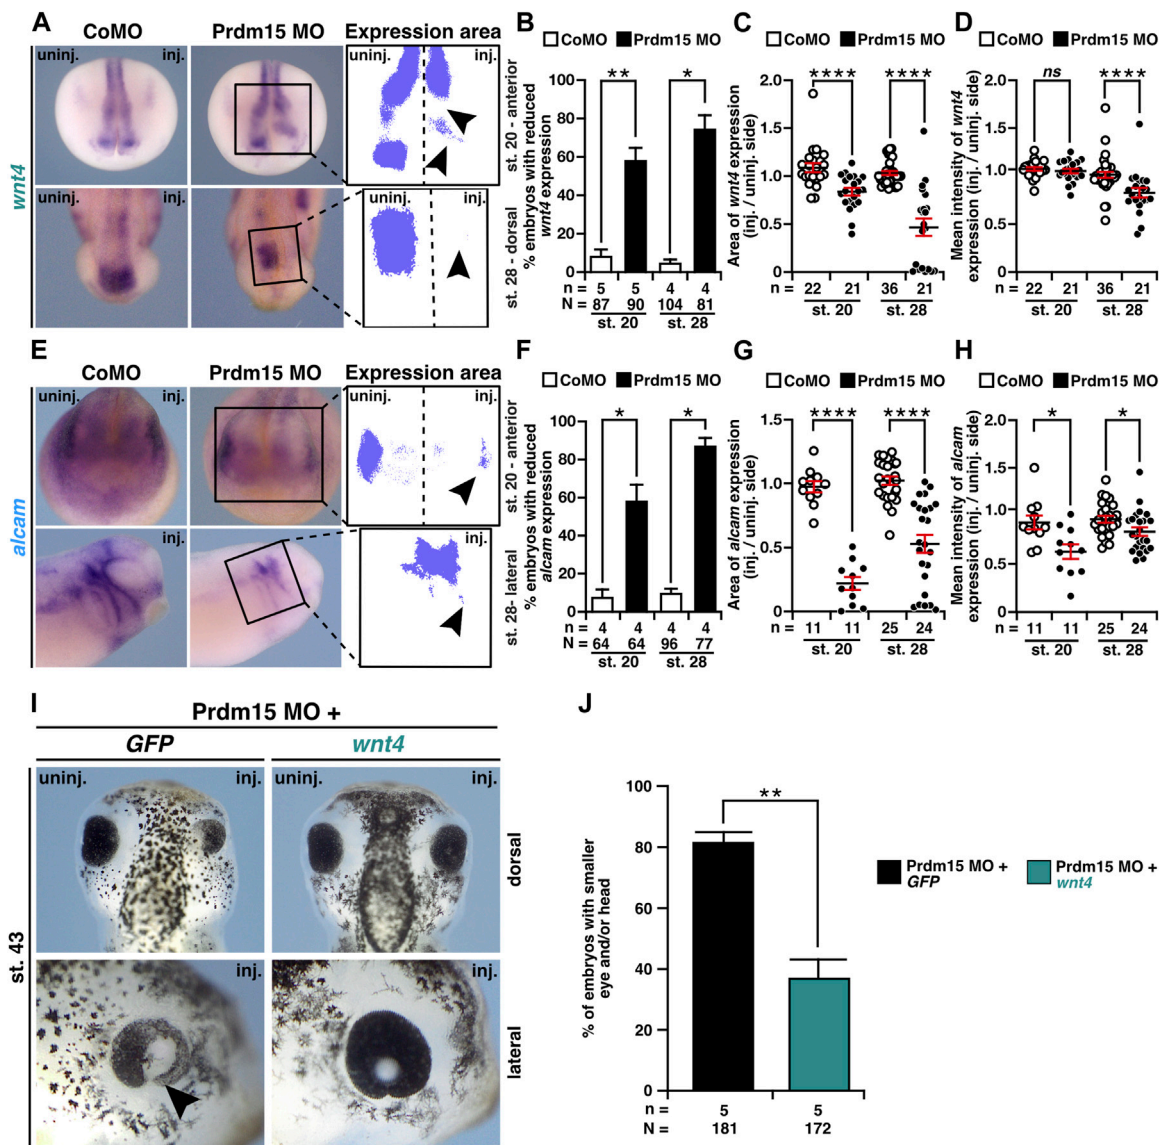 A
CoMO
Prdm15 MO
Expression area
uninj.
inj.
inj.
uninj.
inj.
wnt4
st. 20 - anterior
uninj.
inj.
inj.
inj.
st. 28 - dorsal
B
CoMO
Prdm15 MO
% embryos with reduced
wnt4 expression
100
80
60
40
20
0
**
*
n
5
5
4
4
N
87
90
104
81
st. 20
st. 28
C
CoMO
Prdm15 MO
Area of wnt4 expression
(inj. / uninj. side)
2.0
1.5
1.0
0.5
0
****
****
n =
22
21
36
21
st. 20
st. 28
D
CoMO
Prdm15 MO
Mean intensity of wnt4
expression (inj. / uninj. side)
2.0
1.5
1.0
0.5
0
ns
****
n =
22
21
36
21
st. 20
st. 28
E
CoMO
Prdm15 MO
Expression area
uninj.
inj.
inj.
uninj.
inj.
alcam
st. 20 - anterior
inj.
inj.
inj.
st. 28- lateral
F
CoMO
Prdm15 MO
% embryos with reduced
alcam expression
100
80
60
40
20
0
*
*
n
4
4
4
4
N
64
64
96
77
st. 20
st. 28
G
CoMO
Prdm15 MO
Area of alcam expression
(inj. / uninj. side)
1.5
1.0
0.5
0
****
****
n =
11
11
25
24
st. 20
st. 28
H
CoMO
Prdm15 MO
Mean intensity of alcam
expression (inj. / uninj. side)
2.0
1.5
1.0
0.5
0
*
*
n =
11
11
25
24
st. 20
st. 28
I
Prdm15 MO +
GFP
wnt4
uninj.
inj.
uninj.
inj.
dorsal
st. 43
inj.
inj.
lateral
J
% of embryos with smaller
eye and/or head
100
80
60
40
20
0
**
n =
5
5
N =
181
172
Prdm15 MO +
GFP
Prdm15 MO +
wnt4